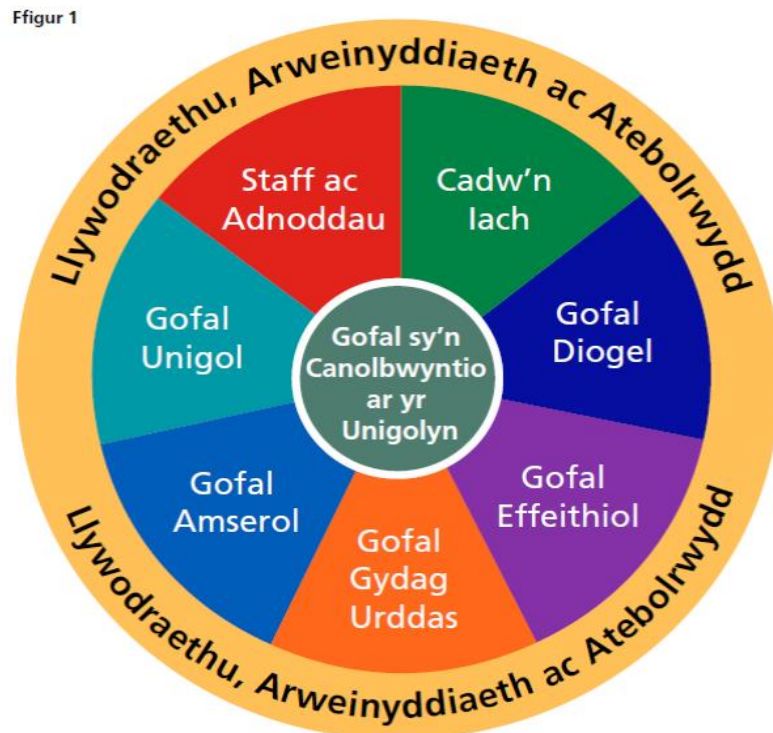 Ffigur 1
Llywodraethu, Arweinyddiaeth ac Atebolrwydd
Staff ac
Adnoddau
Cadw'n
Iach
Gofal
Unigol
Gofal
Diogel
Gofal sy'n
Canolbwyntio
ar yr
Unigolyn
Gofal
Amserol
Gofal
Effeithiol
Gofal
Gydag
Urddas
Llywodraethu, Arweinyddiaeth ac Atebolrwydd